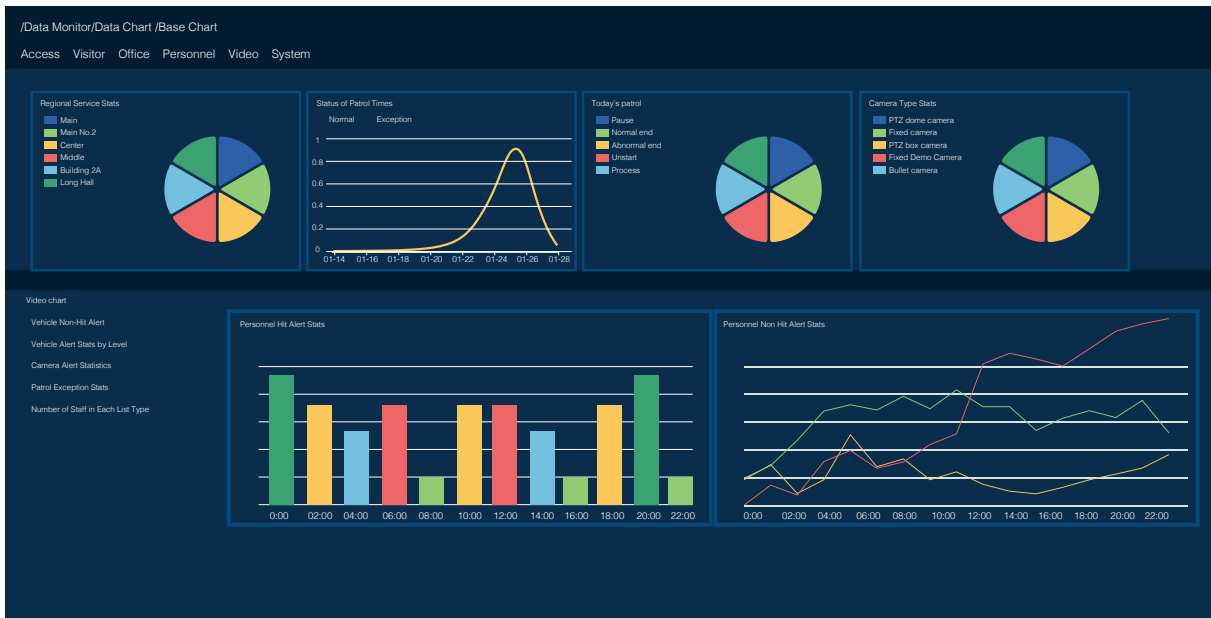 /Data Monitor/Data Chart /Base Chart
Access Visitor Office Personnel Video System
Regional Service Stats
Main
Main No.2
Center
Middle
Building 2A
Long Hall
Status of Patrol Times
Normal Exception
1
0.8
0.6
0.4
0.2
0
01-14 01-16 01-18 01-20 01-22 01-24 01-26 01-28
Today's patrol
Pause
Normal end
Abnormal end
Unstart
Process
Camera Type Stats
PTZ dome camera
Fixed camera
PTZ box camera
Fixed Demo Camera
Bullet camera
Video chart
Vehicle Non-Hit Alert
Vehicle Alert Stats by Level
Camera Alert Statistics
Patrol Exception Stats
Number of Staff in Each List Type
Personnel Hit Alert Stats
0:00 02:00 04:00 06:00 08:00 10:00 12:00 14:00 16:00 18:00 20:00 22:00
Personnel Non Hit Alert Stats
0:00 02:00 04:00 06:00 08:00 10:00 12:00 14:00 16:00 18:00 20:00 22:00